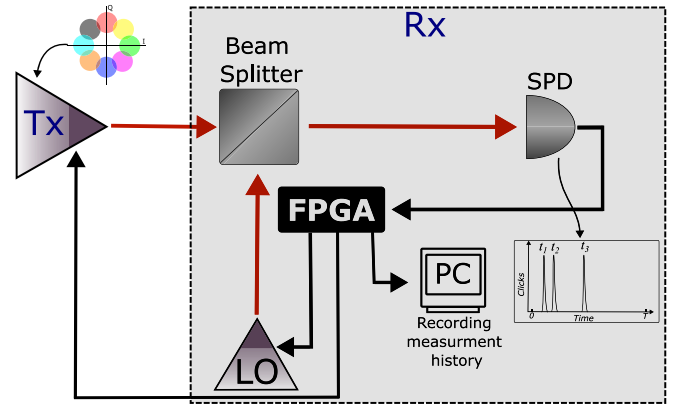 Q
I
Rx
Tx
Beam
Splitter
SPD
FPGA
PC
Recording
measurment
history
LO
t1 t2 t3
Clicks
0 Time T